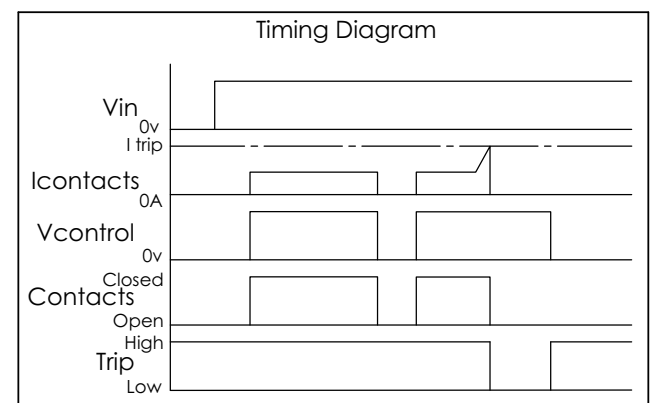 Timing Diagram
Vin
0v
I trip
Icontacts
0A
Vcontrol
0v
Closed
Contacts
Open
High
Trip
Low